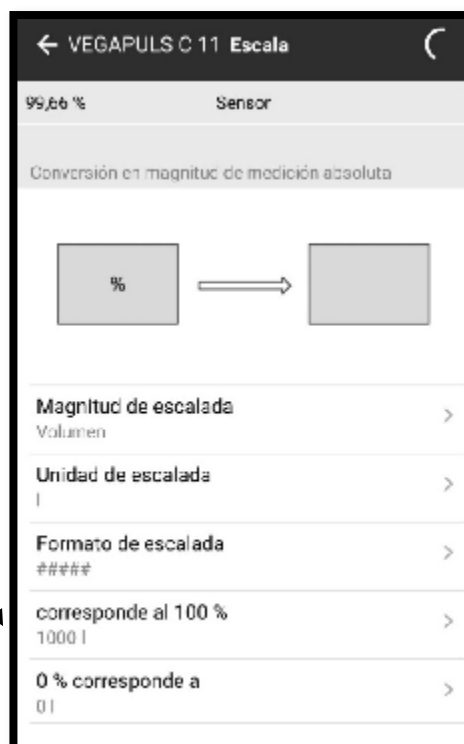 ← VEGAPULS C 11 Escala
99,66 % Sensor
Conversión en magnitud de medición absoluta
%
Magnitud de escalada
Volumen
Unidad de escalada
l
Formato de escalada
#####
corresponde al 100 %
1000 l
0 % corresponde a
0 l